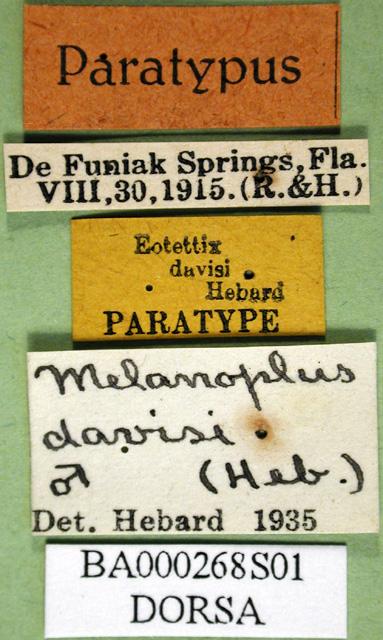 Paratypus
De Funiak Springs, Fla.
VIII, 30, 1915. (R. & H.)
Eotettix
davisi
Hebard
PARATYPE
Melanoplus
davisi
♂ (Heb.)
Det. Hebard 1935
BA000268S01
DORSA